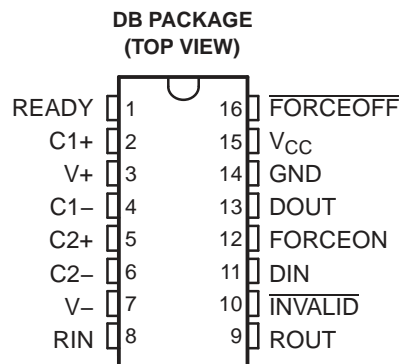 DB PACKAGE
(TOP VIEW)
READY 1 16 FORCEOFF
C1+ 2 15 VCC
V+ 3 14 GND
C1− 4 13 DOUT
C2+ 5 12 FORCEON
C2− 6 11 DIN
V− 7 10 INVALID
RIN 8 9 ROUT